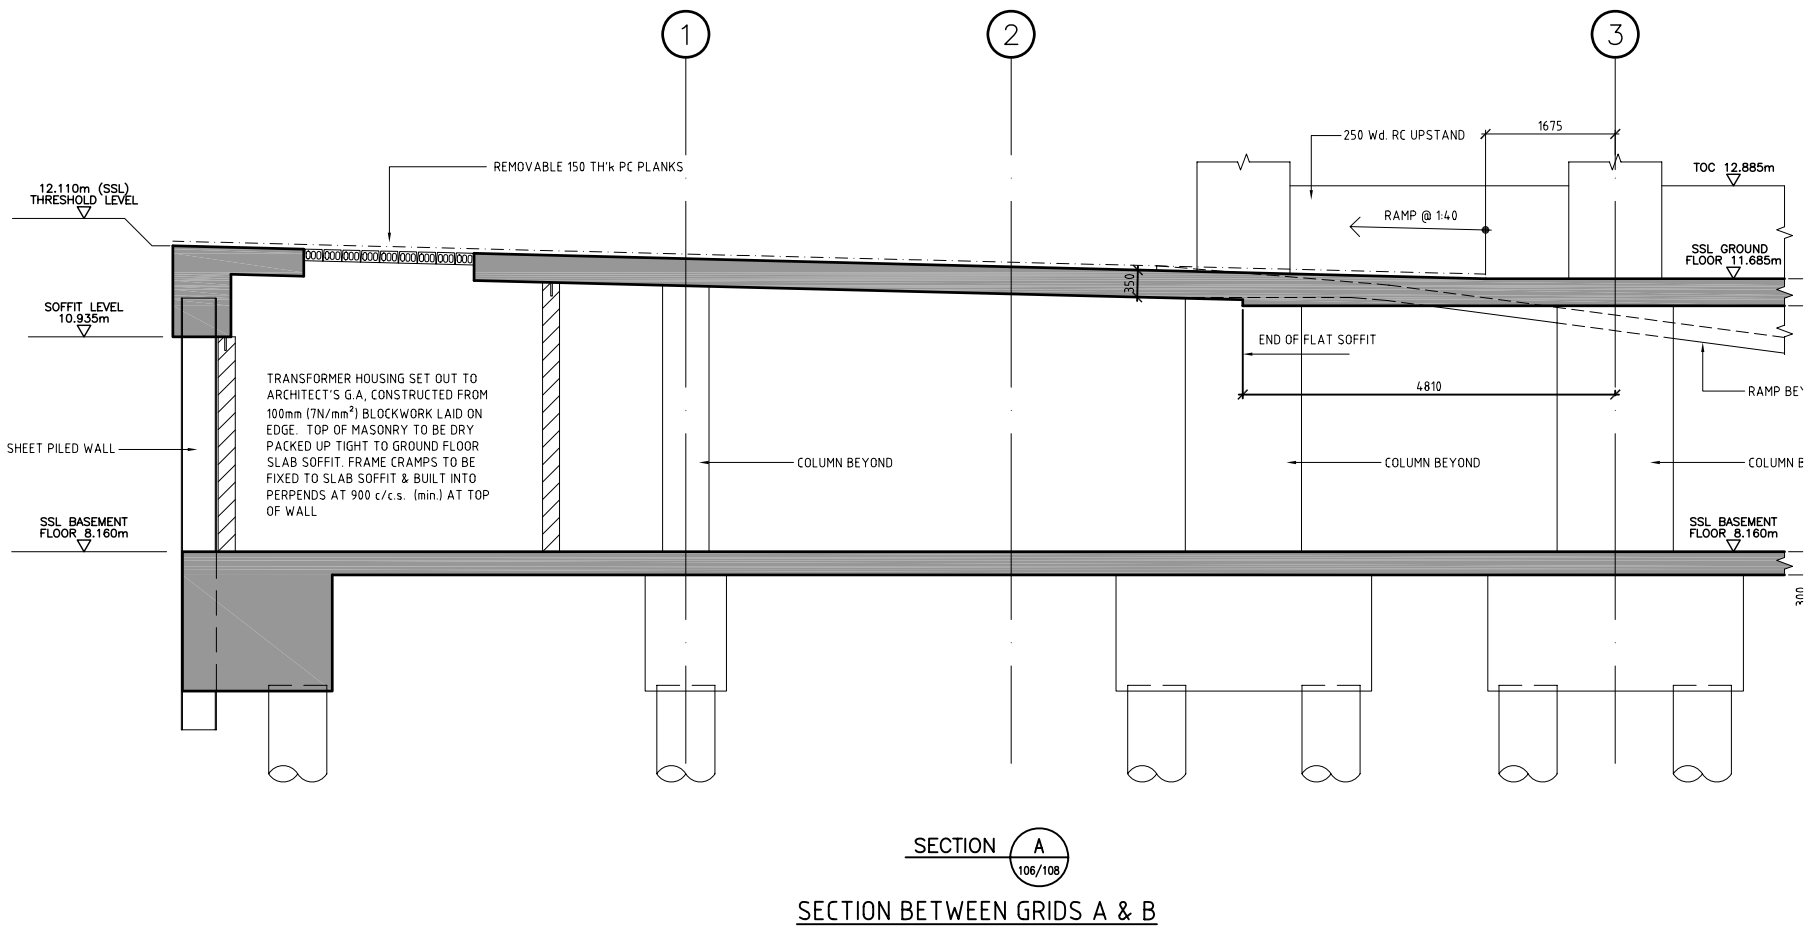 1
2
3
1675
250 Wd. RC UPSTAND
REMOVABLE 150 TH'k PC PLANKS
TOC 12.885m
12.110m (SSL)
THRESHOLD LEVEL
RAMP @ 1:40
SSL GROUND
FLOOR 11.685m
350
SOFFIT LEVEL
10.935m
END OF FLAT SOFFIT
TRANSFORMER HOUSING SET OUT TO
ARCHITECT'S G.A, CONSTRUCTED FROM
100mm (7N/mm²) BLOCKWORK LAID ON
EDGE. TOP OF MASONRY TO BE DRY
PACKED UP TIGHT TO GROUND FLOOR
SLAB SOFFIT. FRAME CRAMPS TO BE
FIXED TO SLAB SOFFIT & BUILT INTO
PERPENDS AT 900 c/c.s. (min.) AT TOP
OF WALL
4810
RAMP BEY
SHEET PILED WALL
COLUMN BEYOND
COLUMN BEYOND
COLUMN B
SSL BASEMENT
FLOOR 8.160m
SSL BASEMENT
FLOOR 8.160m
300
SECTION A
106/108
SECTION BETWEEN GRIDS A & B